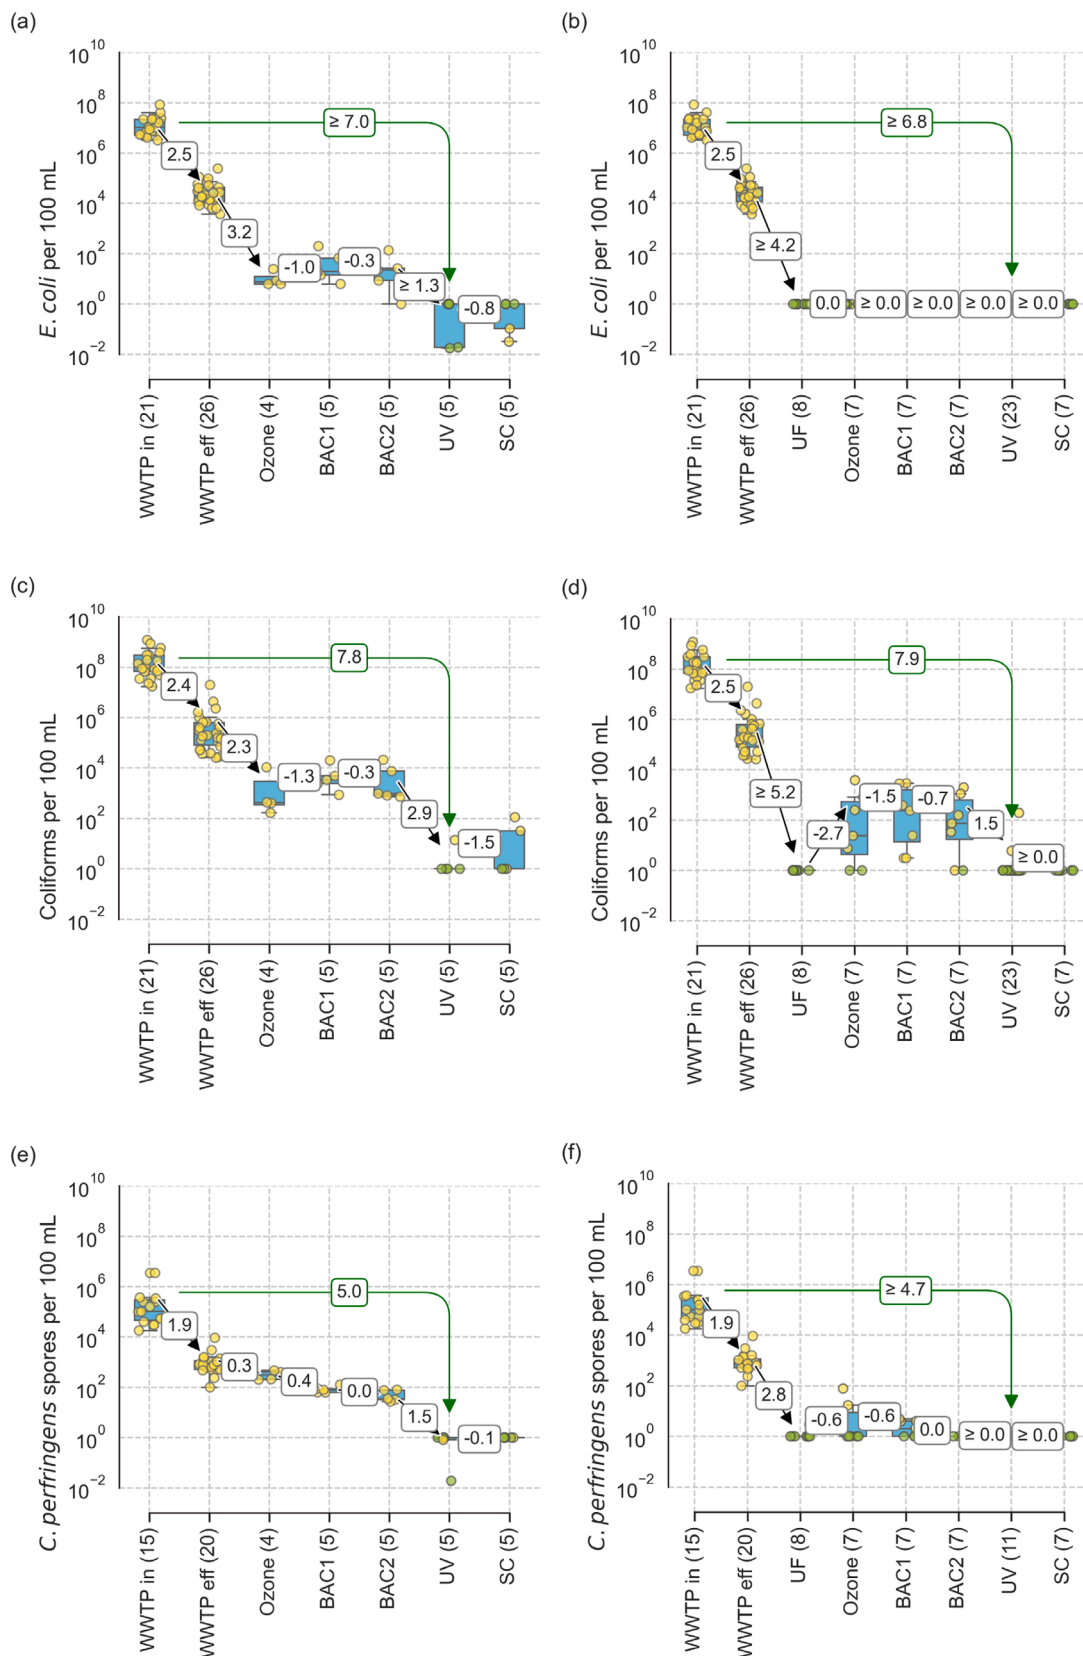 (a)
E. coli per 100 mL
10^10
10^8
10^6
10^4
10^2
10^0
10^-2
≥ 7.0
2.5
3.2
-1.0
-0.3
≥ 1.3
-0.8
WWTP in (21)
WWTP eff (26)
Ozone (4)
BAC1 (5)
BAC2 (5)
UV (5)
SC (5)
(b)
E. coli per 100 mL
10^10
10^8
10^6
10^4
10^2
10^0
10^-2
≥ 6.8
2.5
≥ 4.2
0.0
≥ 0.0
≥ 0.0
≥ 0.0
≥ 0.0
WWTP in (21)
WWTP eff (26)
UF (8)
Ozone (7)
BAC1 (7)
BAC2 (7)
UV (23)
SC (7)
(c)
Coliforms per 100 mL
10^10
10^8
10^6
10^4
10^2
10^0
10^-2
7.8
2.4
2.3
-1.3
-0.3
2.9
-1.5
WWTP in (21)
WWTP eff (26)
Ozone (4)
BAC1 (5)
BAC2 (5)
UV (5)
SC (5)
(d)
Coliforms per 100 mL
10^10
10^8
10^6
10^4
10^2
10^0
10^-2
7.9
2.5
≥ 5.2
-2.7
-1.5
-0.7
1.5
≥ 0.0
WWTP in (21)
WWTP eff (26)
UF (8)
Ozone (7)
BAC1 (7)
BAC2 (7)
UV (23)
SC (7)
(e)
C. perfringens spores per 100 mL
10^10
10^8
10^6
10^4
10^2
10^0
10^-2
5.0
1.9
0.3
0.4
0.0
1.5
-0.1
WWTP in (15)
WWTP eff (20)
Ozone (4)
BAC1 (5)
BAC2 (5)
UV (5)
SC (5)
(f)
C. perfringens spores per 100 mL
10^10
10^8
10^6
10^4
10^2
10^0
10^-2
≥ 4.7
1.9
2.8
-0.6
-0.6
0.0
≥ 0.0
≥ 0.0
WWTP in (15)
WWTP eff (20)
UF (8)
Ozone (7)
BAC1 (7)
BAC2 (7)
UV (11)
SC (7)